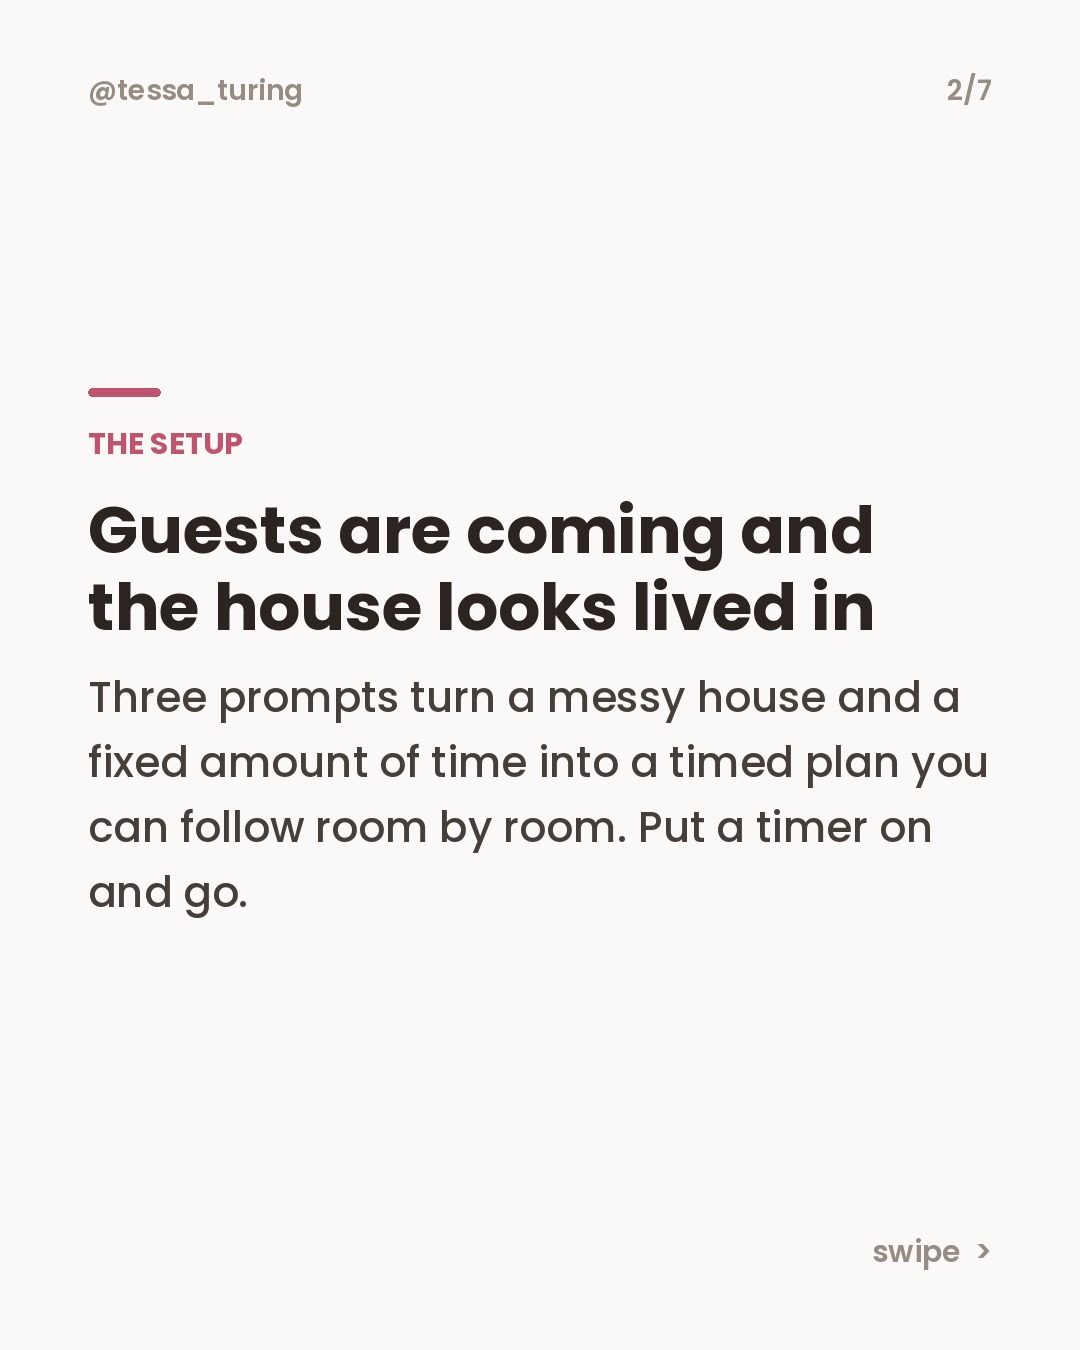 @tessa_turing
2/7
THE SETUP
Guests are coming and
the house looks lived in
Three prompts turn a messy house and a
fixed amount of time into a timed plan you
can follow room by room. Put a timer on
and go.
swipe >